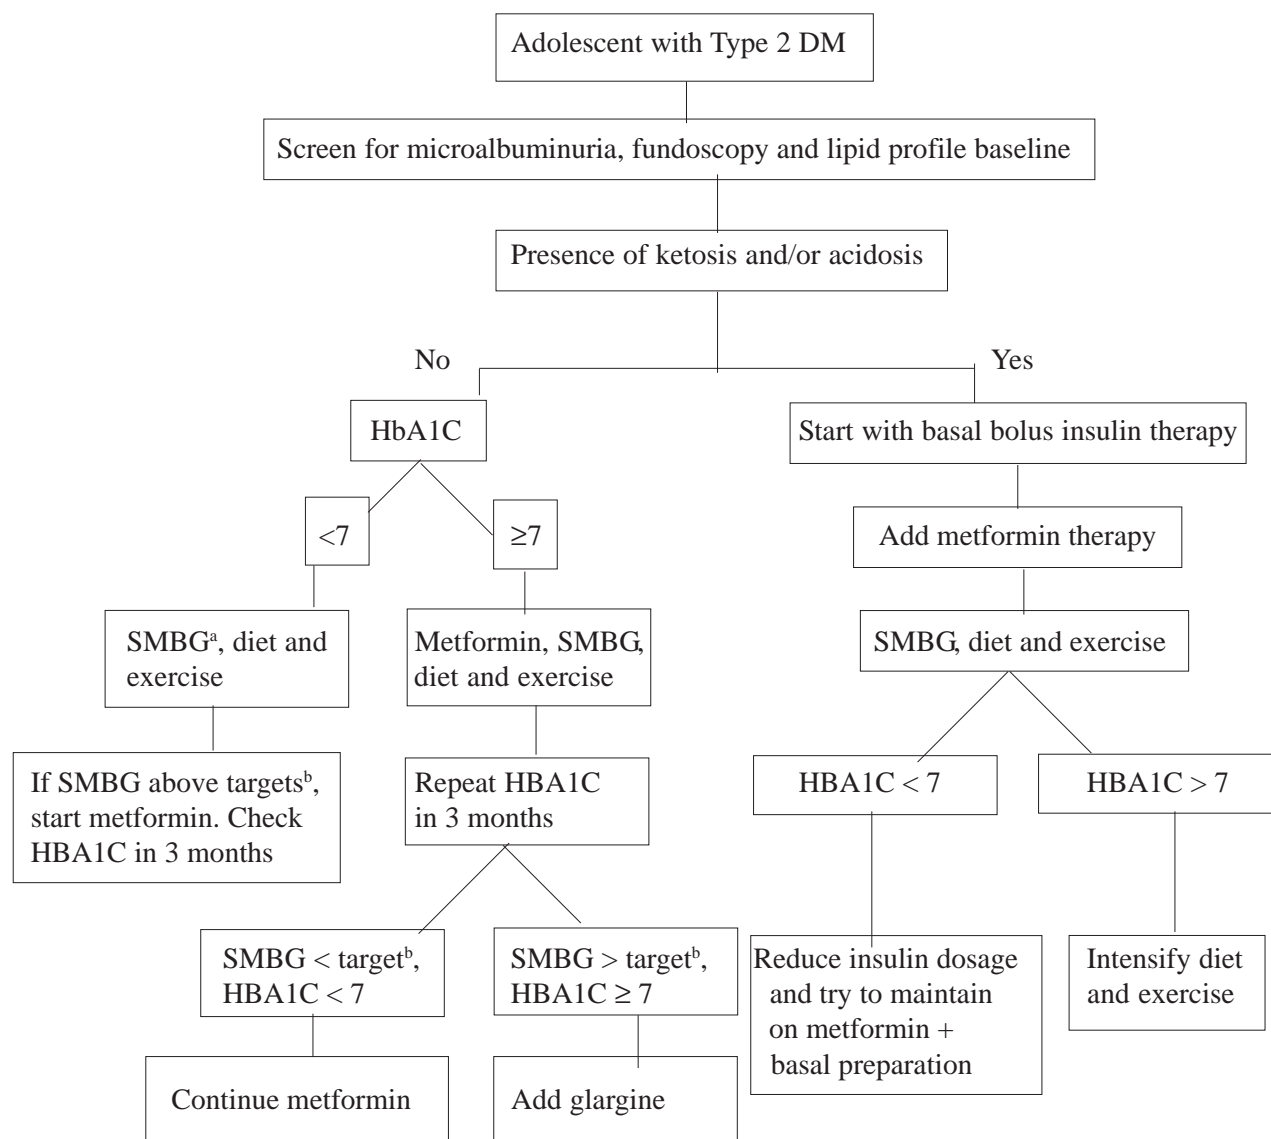 Adolescent with Type 2 DM
Screen for microalbuminuria, fundoscopy and lipid profile baseline
Presence of ketosis and/or acidosis
No
Yes
HbA1C
Start with basal bolus insulin therapy
<7
≥7
Add metformin therapy
SMBGᵃ, diet and
exercise
Metformin, SMBG,
diet and exercise
SMBG, diet and exercise
If SMBG above targetsᵇ,
start metformin. Check
HBA1C in 3 months
Repeat HBA1C
in 3 months
HBA1C < 7
HBA1C > 7
SMBG < targetᵇ,
HBA1C < 7
SMBG > targetᵇ,
HBA1C ≥ 7
Reduce insulin dosage
and try to maintain
on metformin +
basal preparation
Intensify diet
and exercise
Continue metformin
Add glargine